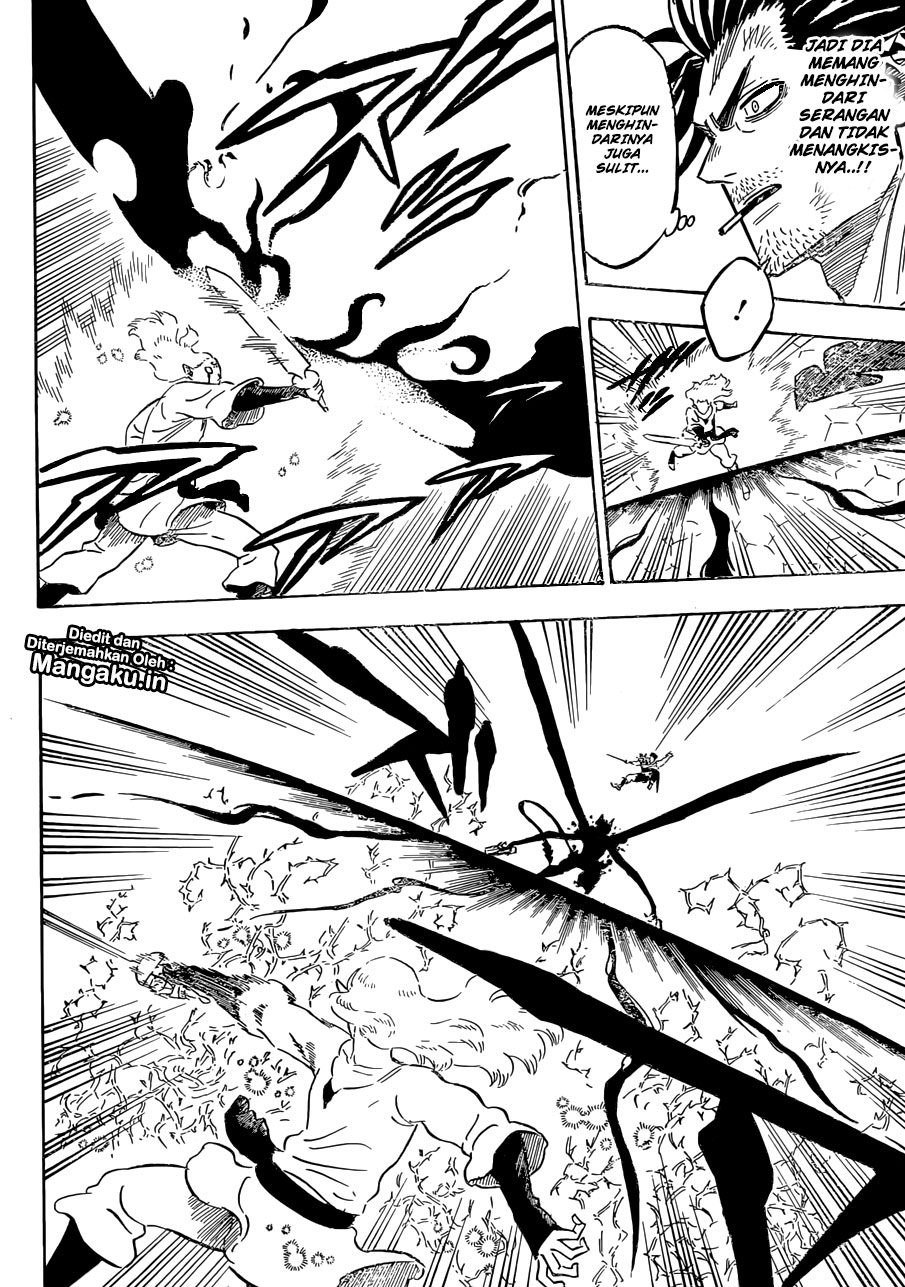 JADI DIA
MEMANG
MENGHIN-
DARI
SERANGAN
DAN TIDAK
MENANGKIS-
NYA..!!
MESKIPUN
MENGHIN-
DARINYA
JUGA
SULIT...
!
Diedit dan
Diterjemahkan Oleh :
Mangaku.in